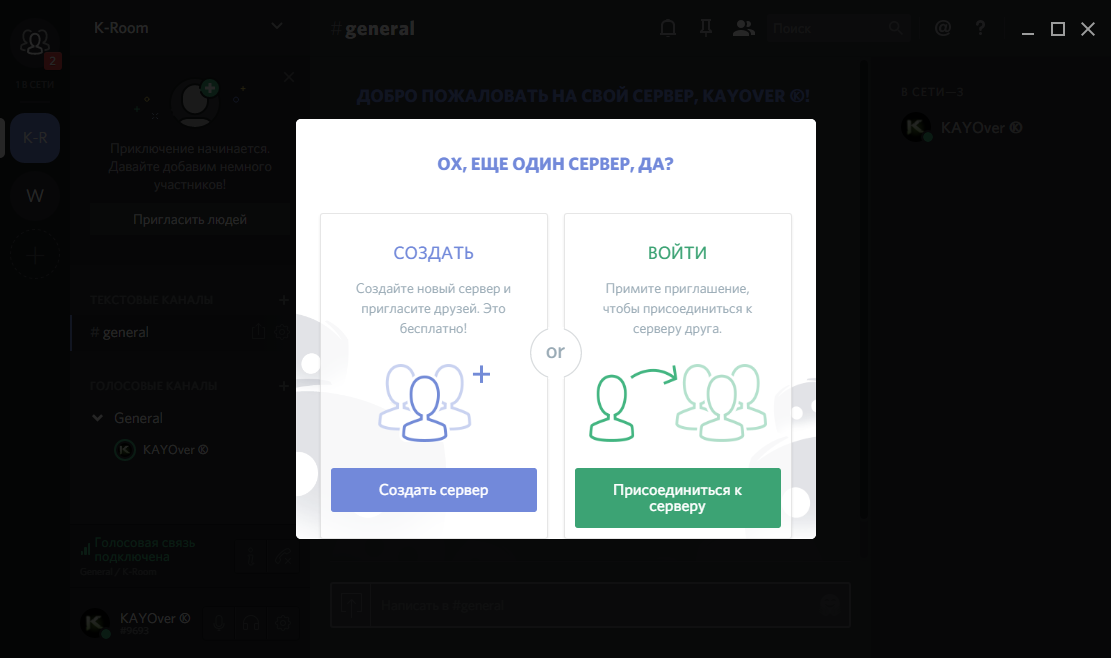 K-Room
#general
Поиск
2
18 СЕТИ
K-R
W
Приключение начинается.
Давайте добавим немного
участников!
Пригласить людей
ТЕКСТОВЫЕ КАНАЛЫ
# general
ГОЛОСОВЫЕ КАНАЛЫ
General
KAYOver ®
Голосовая связь
подключена
General / K-Room
KAYOver ®
#9693
ДОБРО ПОЖАЛОВАТЬ НА СВОЙ СЕРВЕР, KAYOVER ®!
ОХ, ЕЩЕ ОДИН СЕРВЕР, ДА?
СОЗДАТЬ
Создайте новый сервер и
пригласите друзей. Это
бесплатно!
Создать сервер
or
ВОЙТИ
Примите приглашение,
чтобы присоединиться к
серверу друга.
Присоединиться к
серверу
Написать в #general
В СЕТИ—3
KAYOver ®